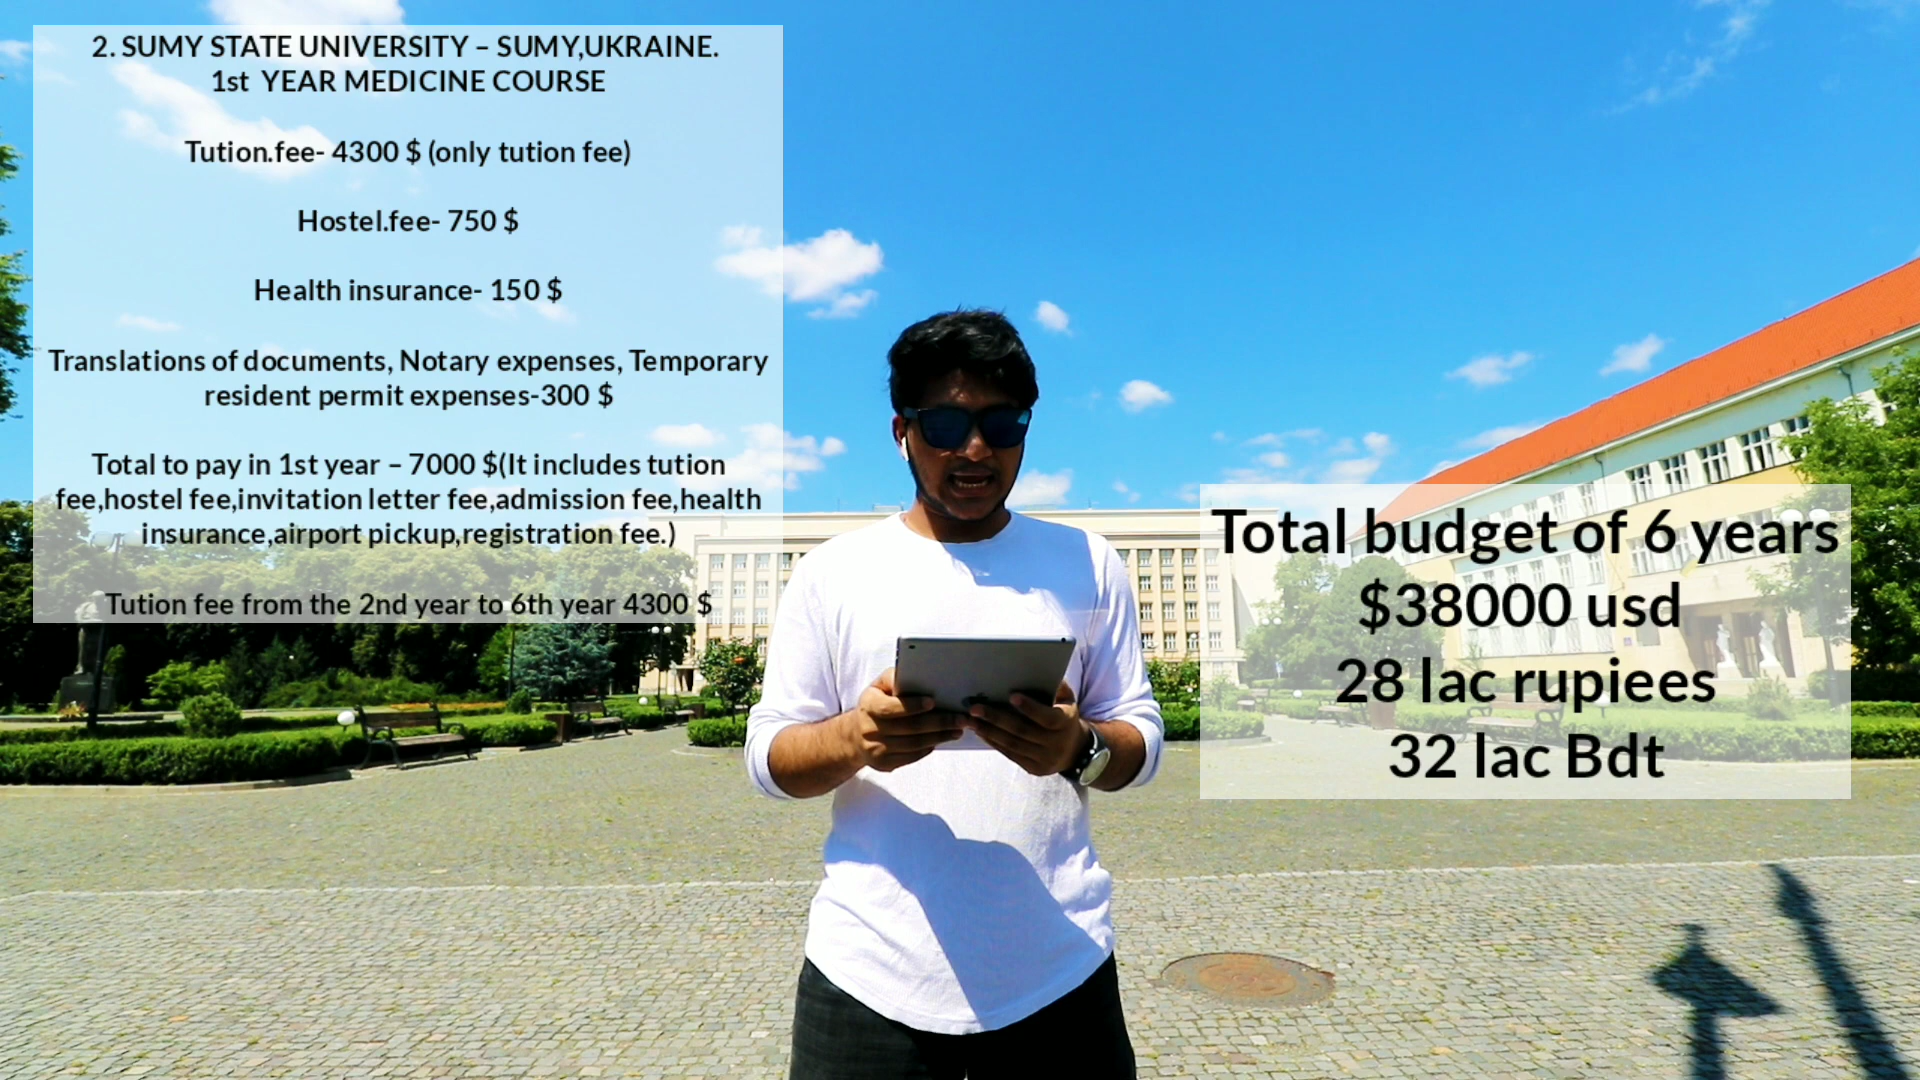 2. SUMY STATE UNIVERSITY – SUMY,UKRAINE.
1st YEAR MEDICINE COURSE
Tution.fee- 4300 $ (only tution fee)
Hostel.fee- 750 $
Health insurance- 150 $
Translations of documents, Notary expenses, Temporary
resident permit expenses-300 $
Total to pay in 1st year – 7000 $(It includes tution
fee,hostel fee,invitation letter fee,admission fee,health
insurance,airport pickup,registration fee.)
Tution fee from the 2nd year to 6th year 4300 $
Total budget of 6 years
$38000 usd
28 lac rupiees
32 lac Bdt